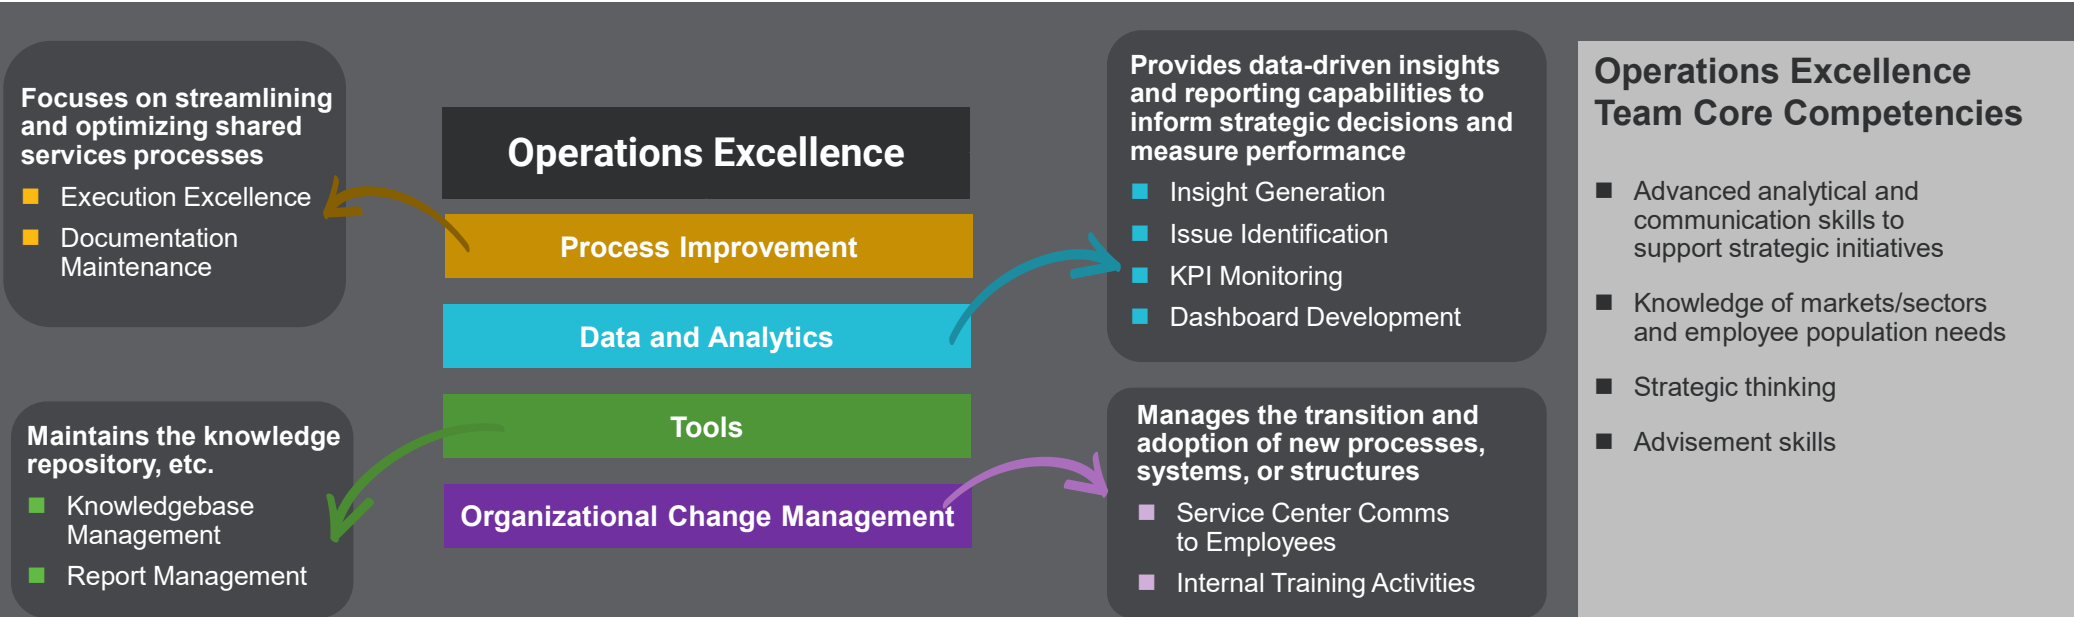 Focuses on streamlining
and optimizing shared
services processes
Execution Excellence
Documentation
Maintenance
Maintains the knowledge
repository, etc.
Knowledgebase
Management
Report Management
Operations Excellence
Process Improvement
Data and Analytics
Tools
Organizational Change Management
Provides data-driven insights
and reporting capabilities to
inform strategic decisions and
measure performance
Insight Generation
Issue Identification
KPI Monitoring
Dashboard Development
Manages the transition and
adoption of new processes,
systems, or structures
Service Center Comms
to Employees
Internal Training Activities
Operations Excellence
Team Core Competencies
Advanced analytical and
communication skills to
support strategic initiatives
Knowledge of markets/sectors
and employee population needs
Strategic thinking
Advisement skills